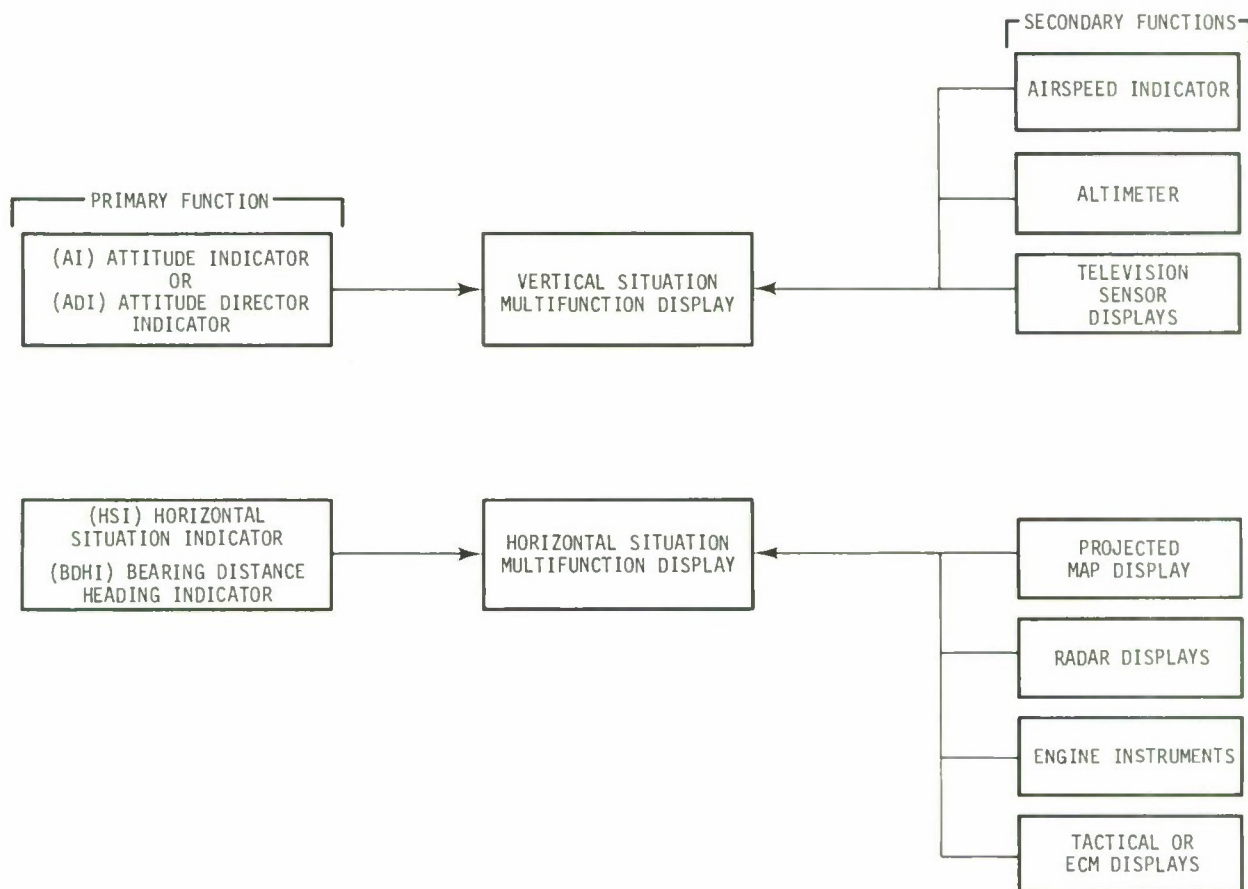 SECONDARY FUNCTIONS
AIRSPEED INDICATOR
ALTIMETER
TELEVISION
SENSOR
DISPLAYS
PRIMARY FUNCTION
(AI) ATTITUDE INDICATOR
OR
(ADI) ATTITUDE DIRECTOR
INDICATOR
VERTICAL SITUATION
MULTIFUNCTION DISPLAY
(HSI) HORIZONTAL
SITUATION INDICATOR
(BDHI) BEARING DISTANCE
HEADING INDICATOR
HORIZONTAL SITUATION
MULTIFUNCTION DISPLAY
PROJECTED
MAP DISPLAY
RADAR DISPLAYS
ENGINE INSTRUMENTS
TACTICAL OR
ECM DISPLAYS